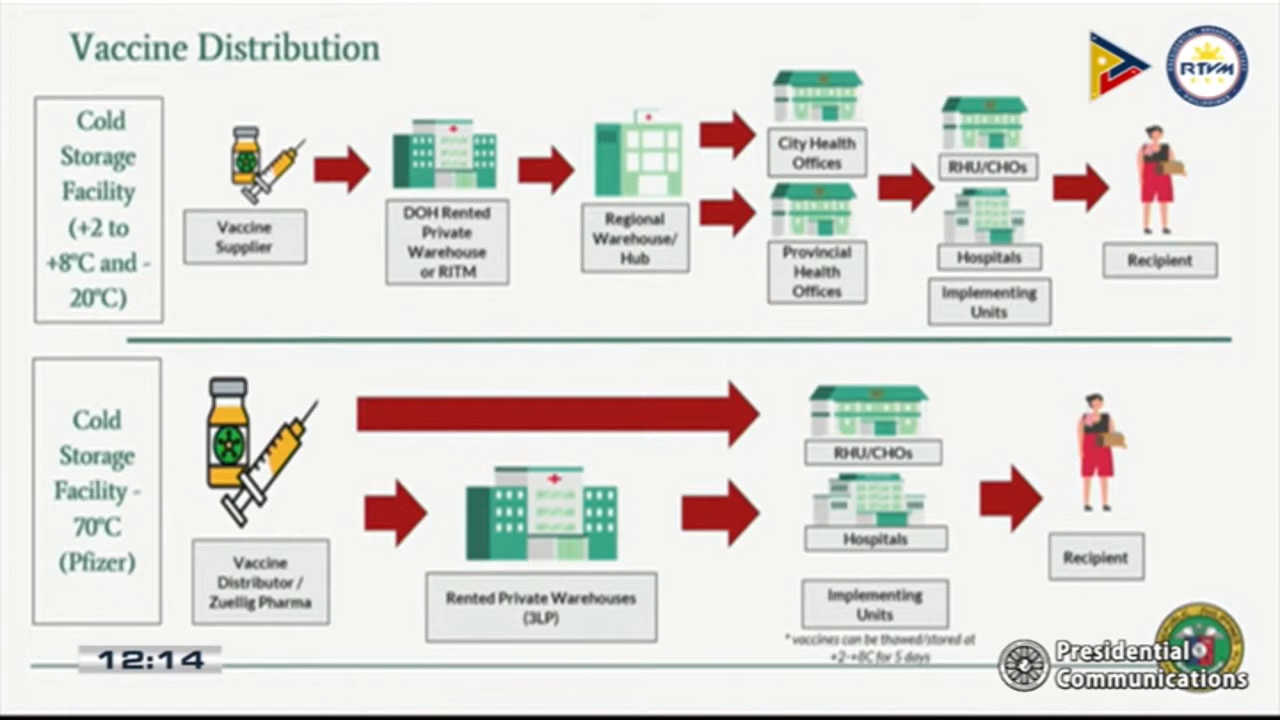 Vaccine Distribution
RTVM
Cold
Storage
Facility
(+2 to
+8°C and -
20°C)
Vaccine
Supplier
DOH Rented
Private
Warehouse
or RITM
Regional
Warehouse/
Hub
City Health
Offices
Provincial
Health
Offices
RHU/CHOs
Hospitals
Implementing
Units
Recipient
Cold
Storage
Facility -
70°C
(Pfizer)
Vaccine
Distributor /
Zuellig Pharma
Rented Private Warehouses
(3LP)
RHU/CHOs
Hospitals
Implementing
Units
* vaccines can be thawed/stored at
+2-+8C for 5 days
Recipient
12:14
Presidential
Communications